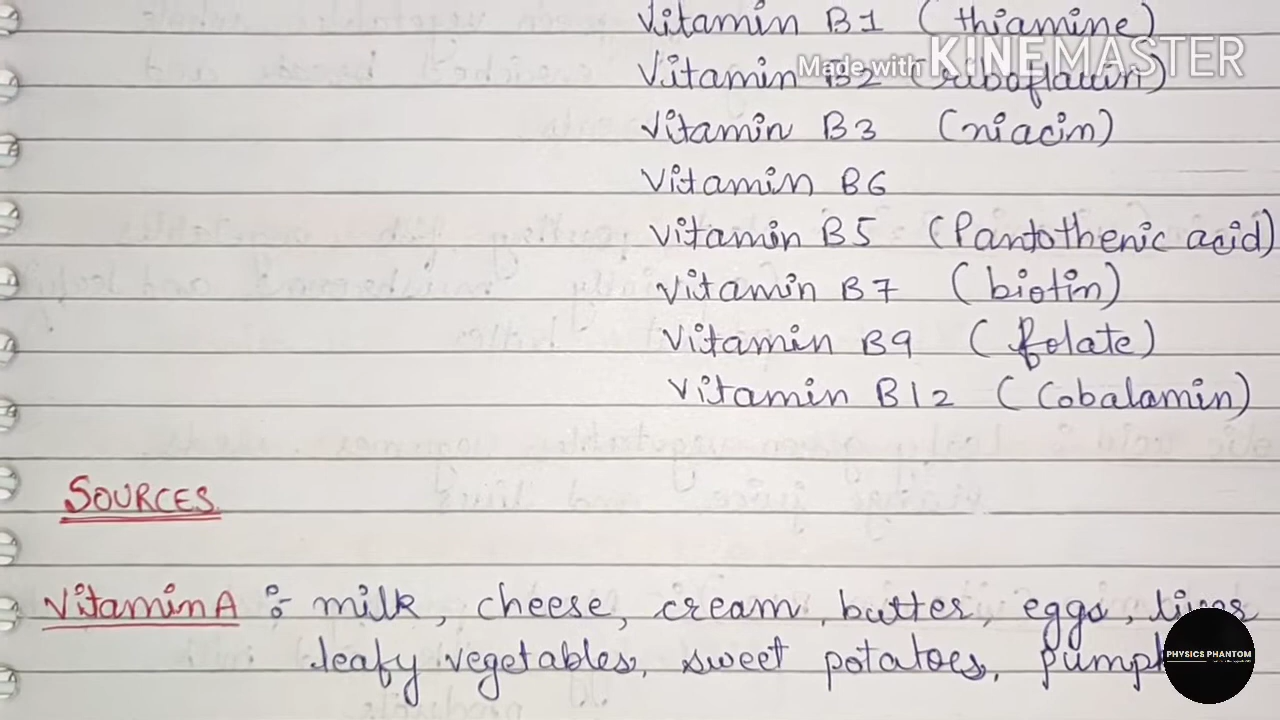 Vitamin B1 (thiamine)
Made with KINEMASTER
Vitamin B2 (riboflavin)
Vitamin B3 (niacin)
Vitamin B6
Vitamin B5 (Pantothenic acid)
Vitamin B7 (biotin)
Vitamin B9 (folate)
Vitamin B12 (Cobalamin)
SOURCES
Vitamin A :- milk, cheese, cream, butter, eggs,
leafy vegetables, sweet potatoes,
PHYSICS PHANTOM